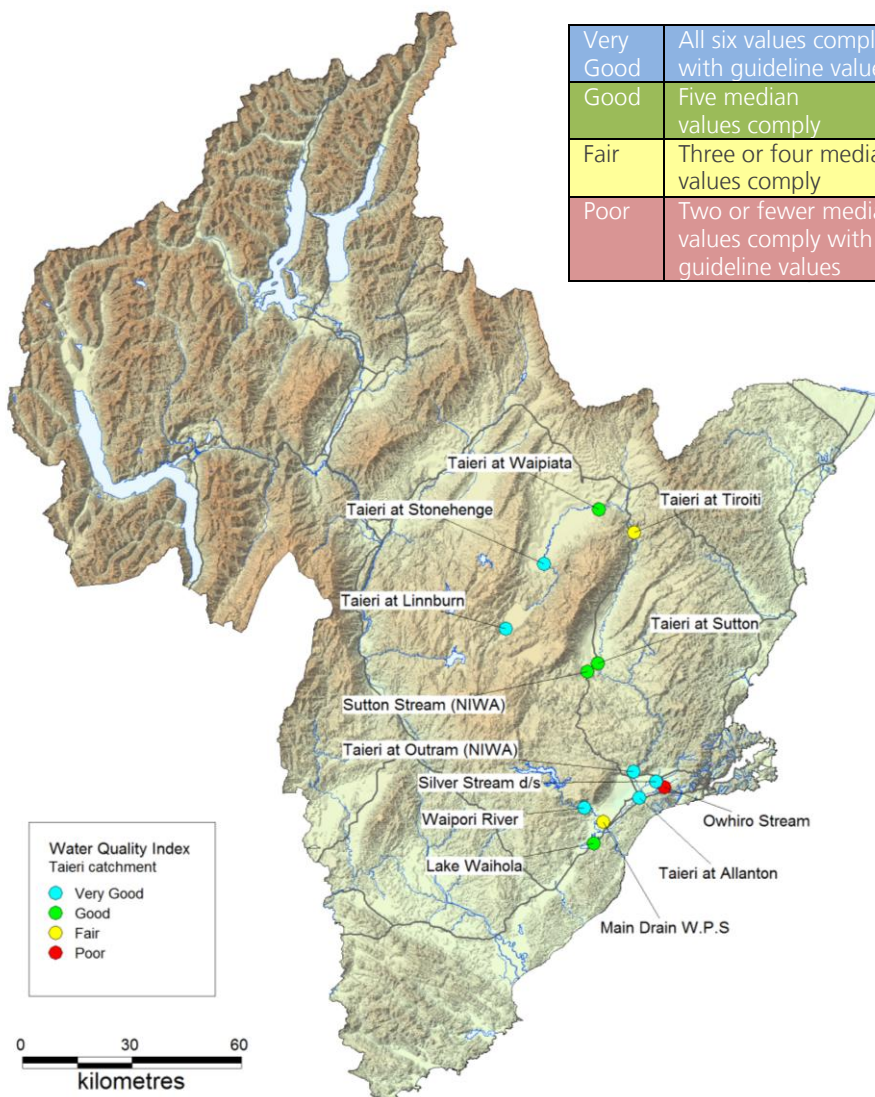 Very
Good
All six values compl
with guideline value
Good
Five median
values comply
Fair
Three or four media
values comply
Poor
Two or fewer media
values comply with
guideline values
Taieri at Waipiata
Taieri at Stonehenge
Taieri at Tiroiti
Taieri at Linnburn
Taieri at Sutton
Sutton Stream (NIWA)
Taieri at Outram (NIWA)
Silver Stream d/s
Waipori River
Owhiro Stream
Lake Waihola
Taieri at Allanton
Main Drain W.P.S
Water Quality Index
Taieri catchment
Very Good
Good
Fair
Poor
0 30 60
kilometres